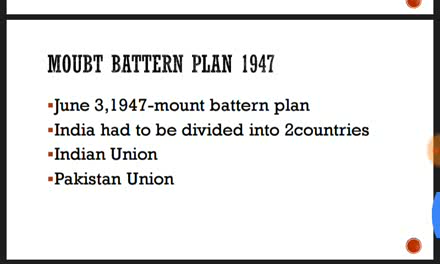 MOUBT BATTERN PLAN 1947
▪June 3,1947-mount battern plan
▪India had to be divided into 2countries
▪Indian Union
▪Pakistan Union